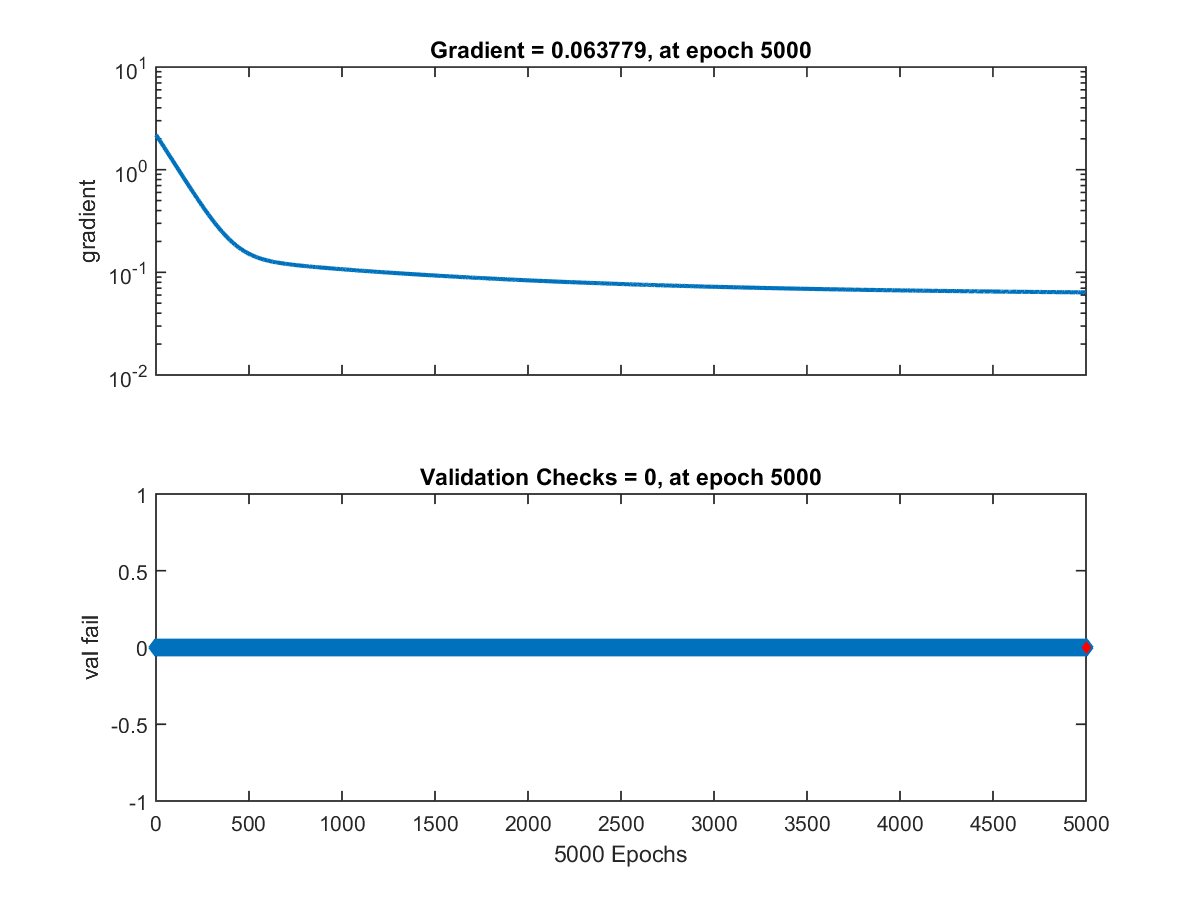 Gradient = 0.063779, at epoch 5000
10^1
10^0
10^-1
10^-2
gradient
Validation Checks = 0, at epoch 5000
1
0.5
0
-0.5
-1
val fail
0 500 1000 1500 2000 2500 3000 3500 4000 4500 5000
5000 Epochs